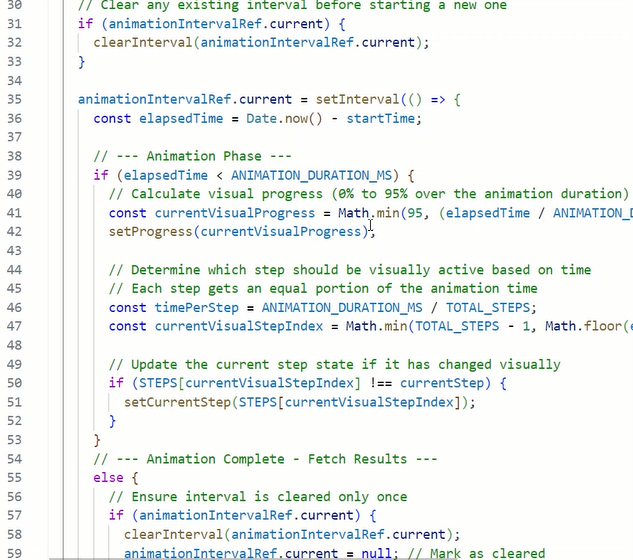 30 // Clear any existing interval before starting a new one
31 if (animationIntervalRef.current) {
32 clearInterval(animationIntervalRef.current);
33 }
34
35 animationIntervalRef.current = setInterval(() => {
36 const elapsedTime = Date.now() - startTime;
37
38 // --- Animation Phase ---
39 if (elapsedTime < ANIMATION_DURATION_MS) {
40 // Calculate visual progress (0% to 95% over the animation duration)
41 const currentVisualProgress = Math.min(95, (elapsedTime / ANIMATION_D
42 setProgress(currentVisualProgress);
43
44 // Determine which step should be visually active based on time
45 // Each step gets an equal portion of the animation time
46 const timePerStep = ANIMATION_DURATION_MS / TOTAL_STEPS;
47 const currentVisualStepIndex = Math.min(TOTAL_STEPS - 1, Math.floor(e
48
49 // Update the current step state if it has changed visually
50 if (STEPS[currentVisualStepIndex] !== currentStep) {
51 setCurrentStep(STEPS[currentVisualStepIndex]);
52 }
53 }
54 // --- Animation Complete - Fetch Results ---
55 else {
56 // Ensure interval is cleared only once
57 if (animationIntervalRef.current) {
58 clearInterval(animationIntervalRef.current);
59 animationIntervalRef.current = null; // Mark as cleared